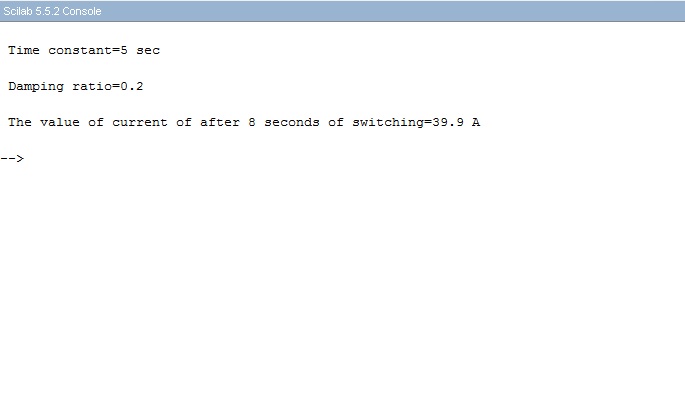 Scilab 5.5.2 Console
Time constant=5 sec
Damping ratio=0.2
The value of current of after 8 seconds of switching=39.9 A
-->